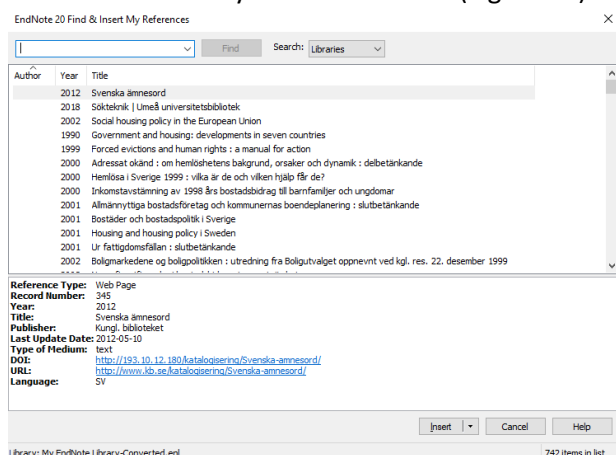 EndNote 20 Find & Insert My References
Find Search: Libraries
Author Year Title
2012 Svenska ämnesord
2018 Sökteknik | Umeå universitetsbibliotek
2002 Social housing policy in the European Union
1990 Government and housing: developments in seven countries
1999 Forced evictions and human rights : a manual for action
2000 Adressat okänd : om hemlöshetens bakgrund, orsaker och dynamik : delbetänkande
2000 Hemlösa i Sverige 1999 : vilka är de och vilken hjälp får de?
2000 Inkomstavstämning av 1998 års bostadsbidrag till barnfamiljer och ungdomar
2001 Allmännyttiga bostadsföretag och kommunernas boendeplanering : slutbetänkande
2001 Bostäder och bostadspolitik i Sverige
2001 Housing and housing policy in Sweden
2001 Ur fattigdomsfällan : slutbetänkande
2002 Boligmarkedene og boligpolitikken : utredning fra Boligutvalget oppnevnt ved kgl. res. 22. desember 1999
Reference Type: Web Page
Record Number: 345
Year: 2012
Title: Svenska ämnesord
Publisher: Kungl. biblioteket
Last Update Date: 2012-05-10
Type of Medium: text
DOI: http://193.10.12.180/katalogisering/Svenska-amnesord/
URL: http://www.kb.se/katalogisering/Svenska-amnesord/
Language: SV
Insert Cancel Help
Library: My EndNote Library-Converted.enl 742 items in list